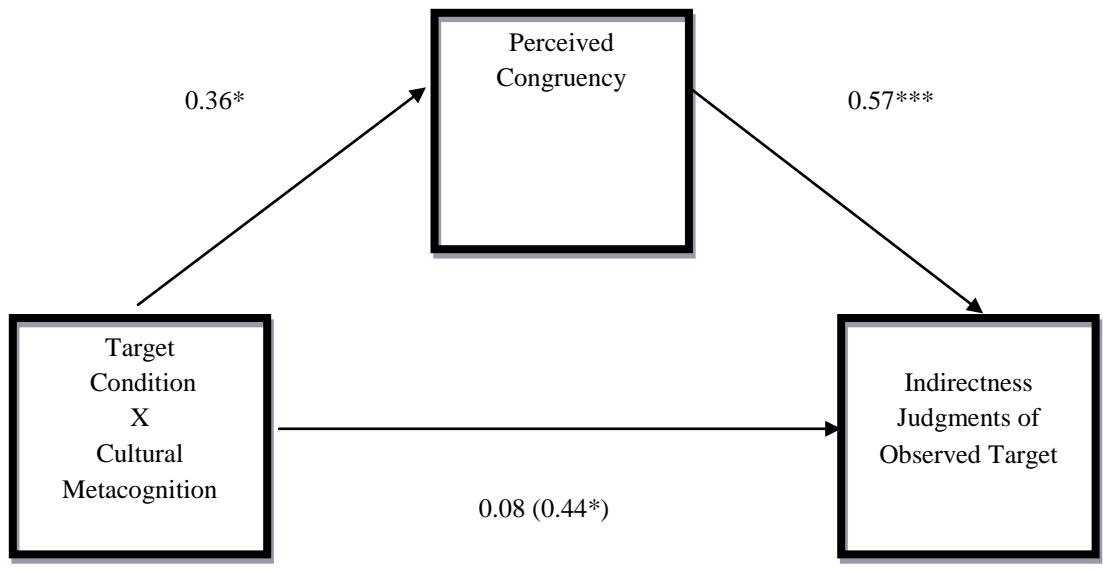 Perceived
Congruency
0.36*
0.57***
Target
Condition
X
Cultural
Metacognition
Indirectness
Judgments of
Observed Target
0.08 (0.44*)